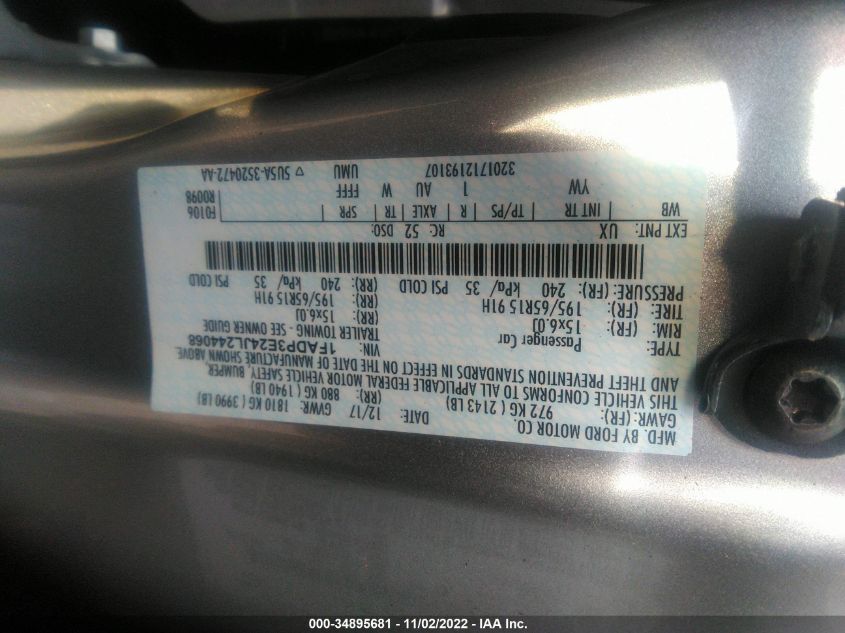 MFD. BY FORD MOTOR CO.
DATE: 12/17 GVWR: 1810 KG ( 3990 LB)
GAWR: (FR): 972 KG ( 2143 LB) (RR): 880 KG ( 1940 LB)
THIS VEHICLE CONFORMS TO ALL APPLICABLE FEDERAL MOTOR VEHICLE SAFETY, BUMPER,
AND THEFT PREVENTION STANDARDS IN EFFECT ON THE DATE OF MANUFACTURE SHOWN ABOVE.
VIN: 1FADP3E24JL244068
TYPE: Passenger Car TRAILER TOWING - SEE OWNER GUIDE
RIM: (FR): 15x6.0J (RR): 15x6.0J
TIRE: (FR): 195/65R15 91H (RR): 195/65R15 91H
PRESSURE: (FR): 240 kPa/ 35 PSI COLD (RR): 240 kPa/ 35 PSI COLD
EXT PNT: UX RC: 52 DSO:
WB INT TR TP/PS R AXLE TR SPR F0106
YW 1 AU W FFFF R0098
3201712193107 UMU ▽ 5U5A-3520472-AA
000-34895681 - 11/02/2022 - IAA Inc.